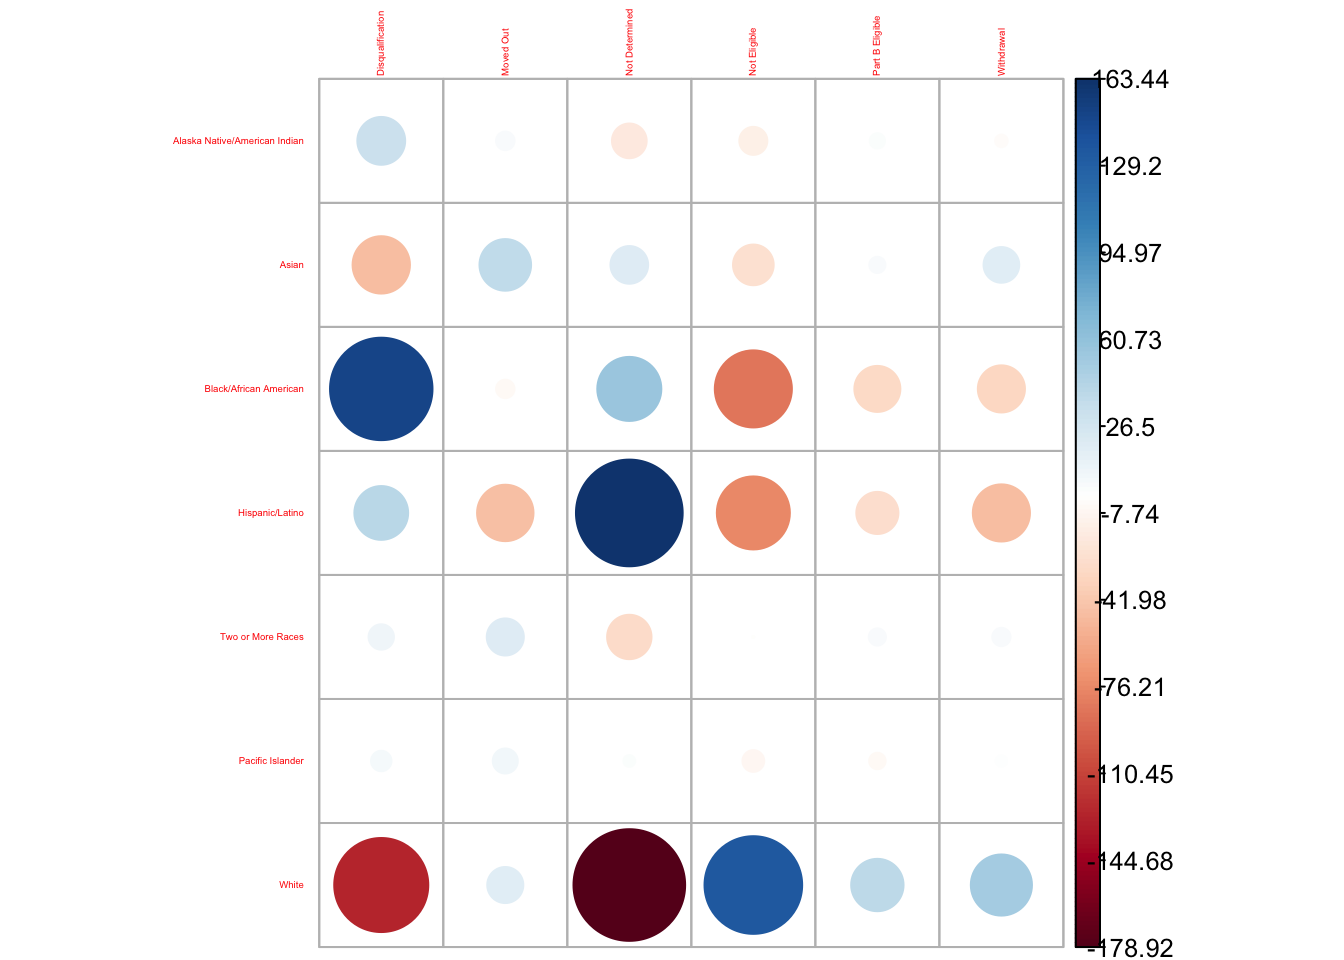 Disqualification
Moved Out
Not Determined
Not Eligible
Part B Eligible
Withdrawal
Alaska Native/American Indian
Asian
Black/African American
Hispanic/Latino
Two or More Races
Pacific Islander
White
163.44
129.2
94.97
60.73
26.5
-7.74
-41.98
-76.21
-110.45
-144.68
-178.92